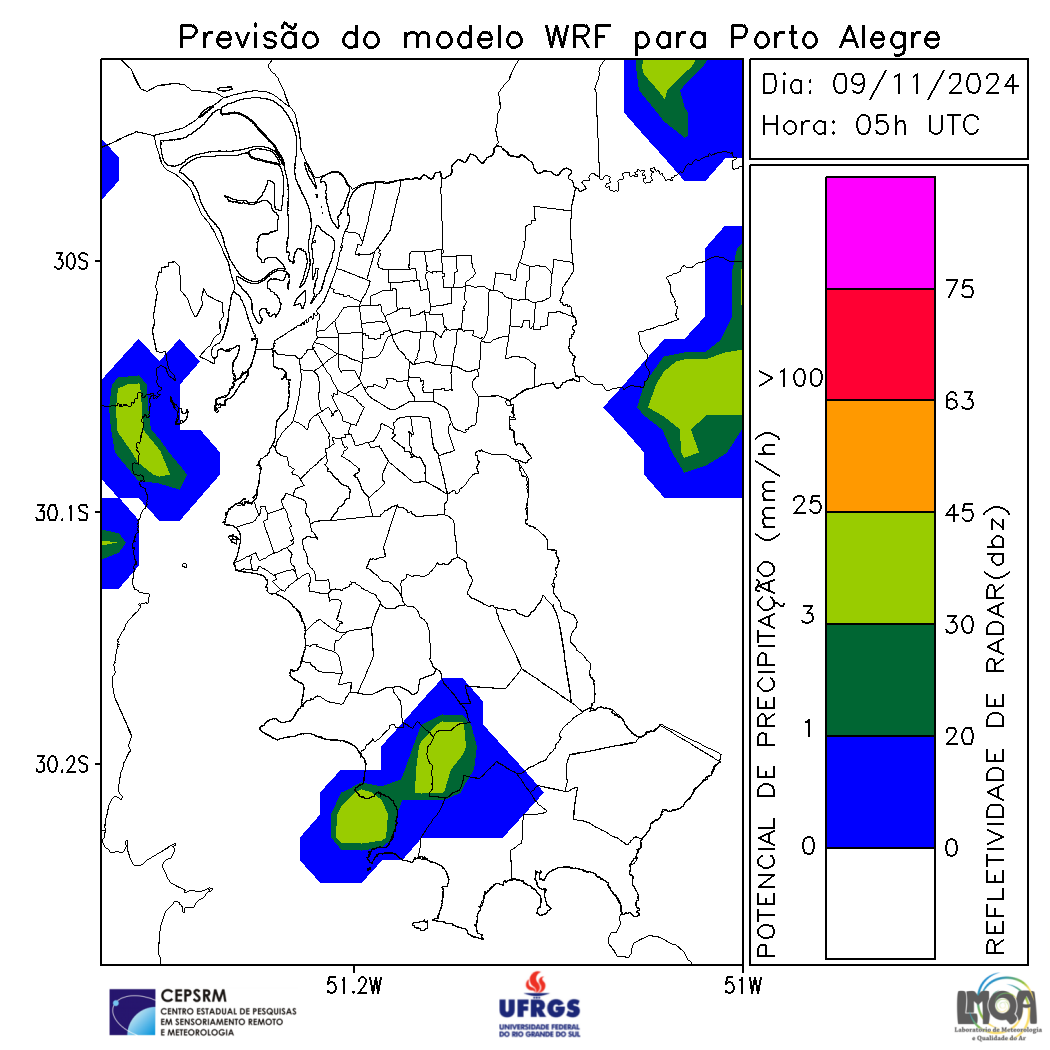 Previsão do modelo WRF para Porto Alegre
Dia: 09/11/2024
Hora: 05h UTC
30S
30.1S
30.2S
51.2W
51W
POTENCIAL DE PRECIPITAÇÃO (mm/h)
>100
25
3
1
0
75
63
45
30
20
0
REFLETIVIDADE DE RADAR(dbz)
CEPSRM
CENTRO ESTADUAL DE PESQUISAS
EM SENSORIAMENTO REMOTO
E METEOROLOGIA
UFRGS
UNIVERSIDADE FEDERAL
DO RIO GRANDE DO SUL
LMQA
Laboratório de Meteorologia
e Qualidade do Ar